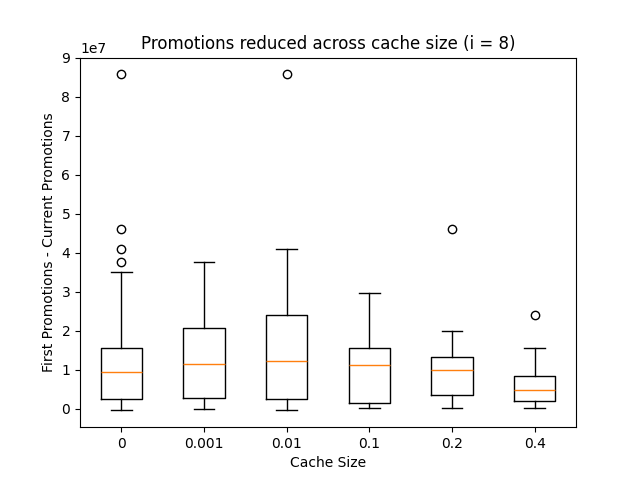 Promotions reduced across cache size (i = 8)
1e7
9
8
7
6
5
4
3
2
1
0
First Promotions - Current Promotions
0 0.001 0.01 0.1 0.2 0.4
Cache Size